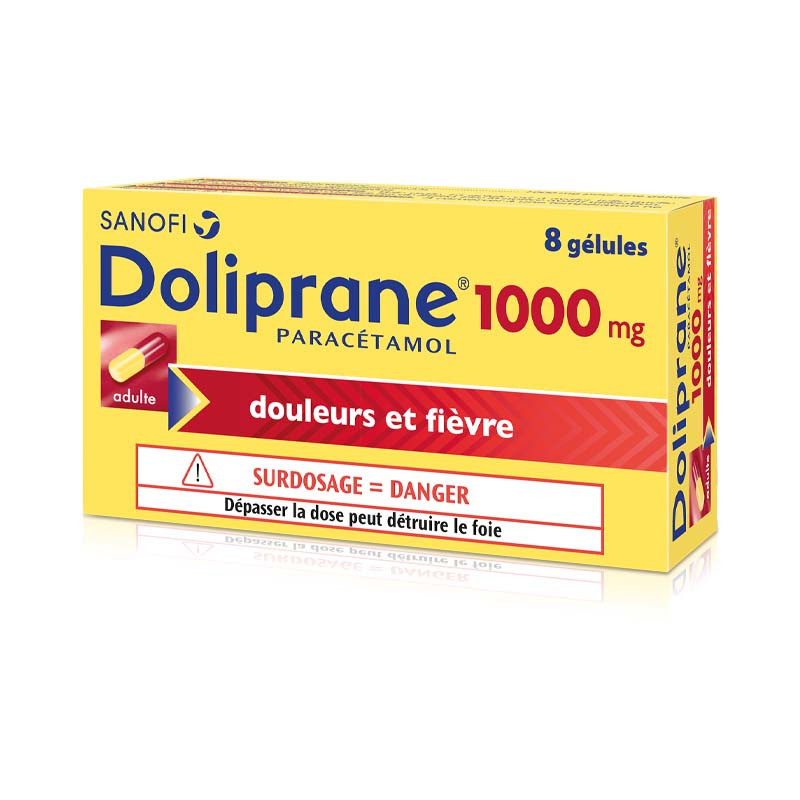 SANOFI
8 gélules
Doliprane® 1000 mg
PARACÉTAMOL
adulte
douleurs et fièvre
SURDOSAGE = DANGER
Dépasser la dose peut détruire le foie
Doliprane®
PARACÉTAMOL
1000 mg
douleurs et fièvre
adulte